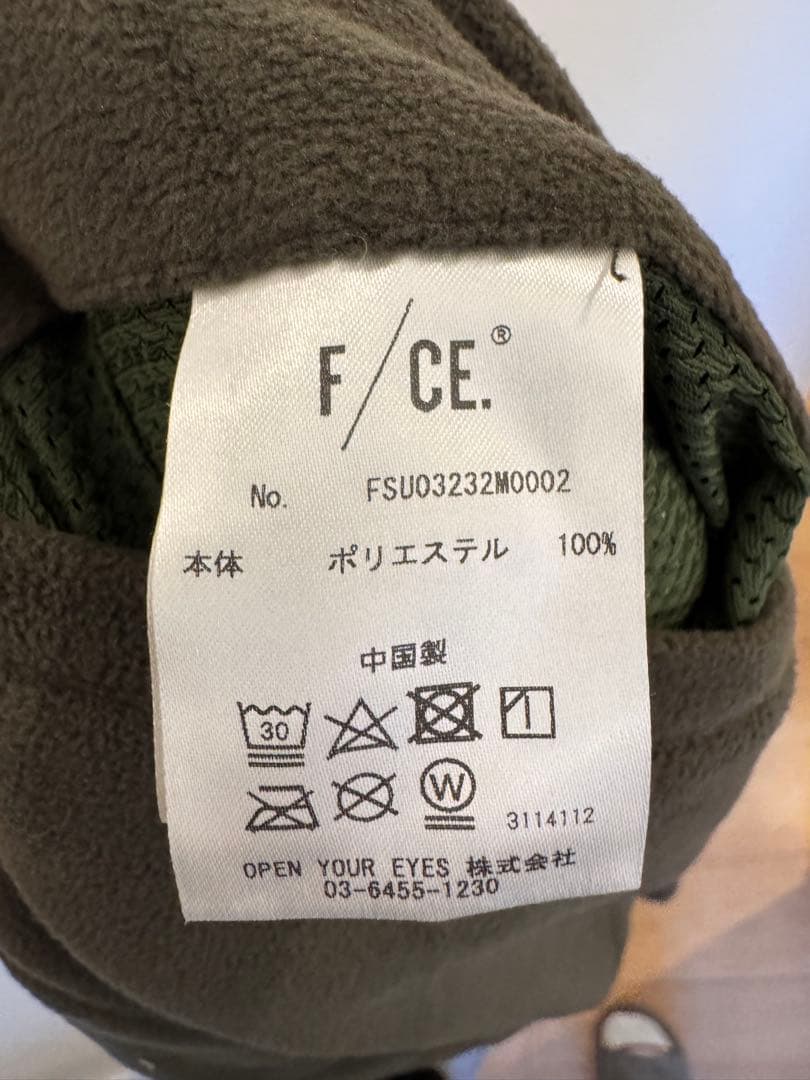 F/CE.®
No. FSU03232M0002
本体 ポリエステル 100%
中国製
30
W
3114112
OPEN YOUR EYES 株式会社
03-6455-1230